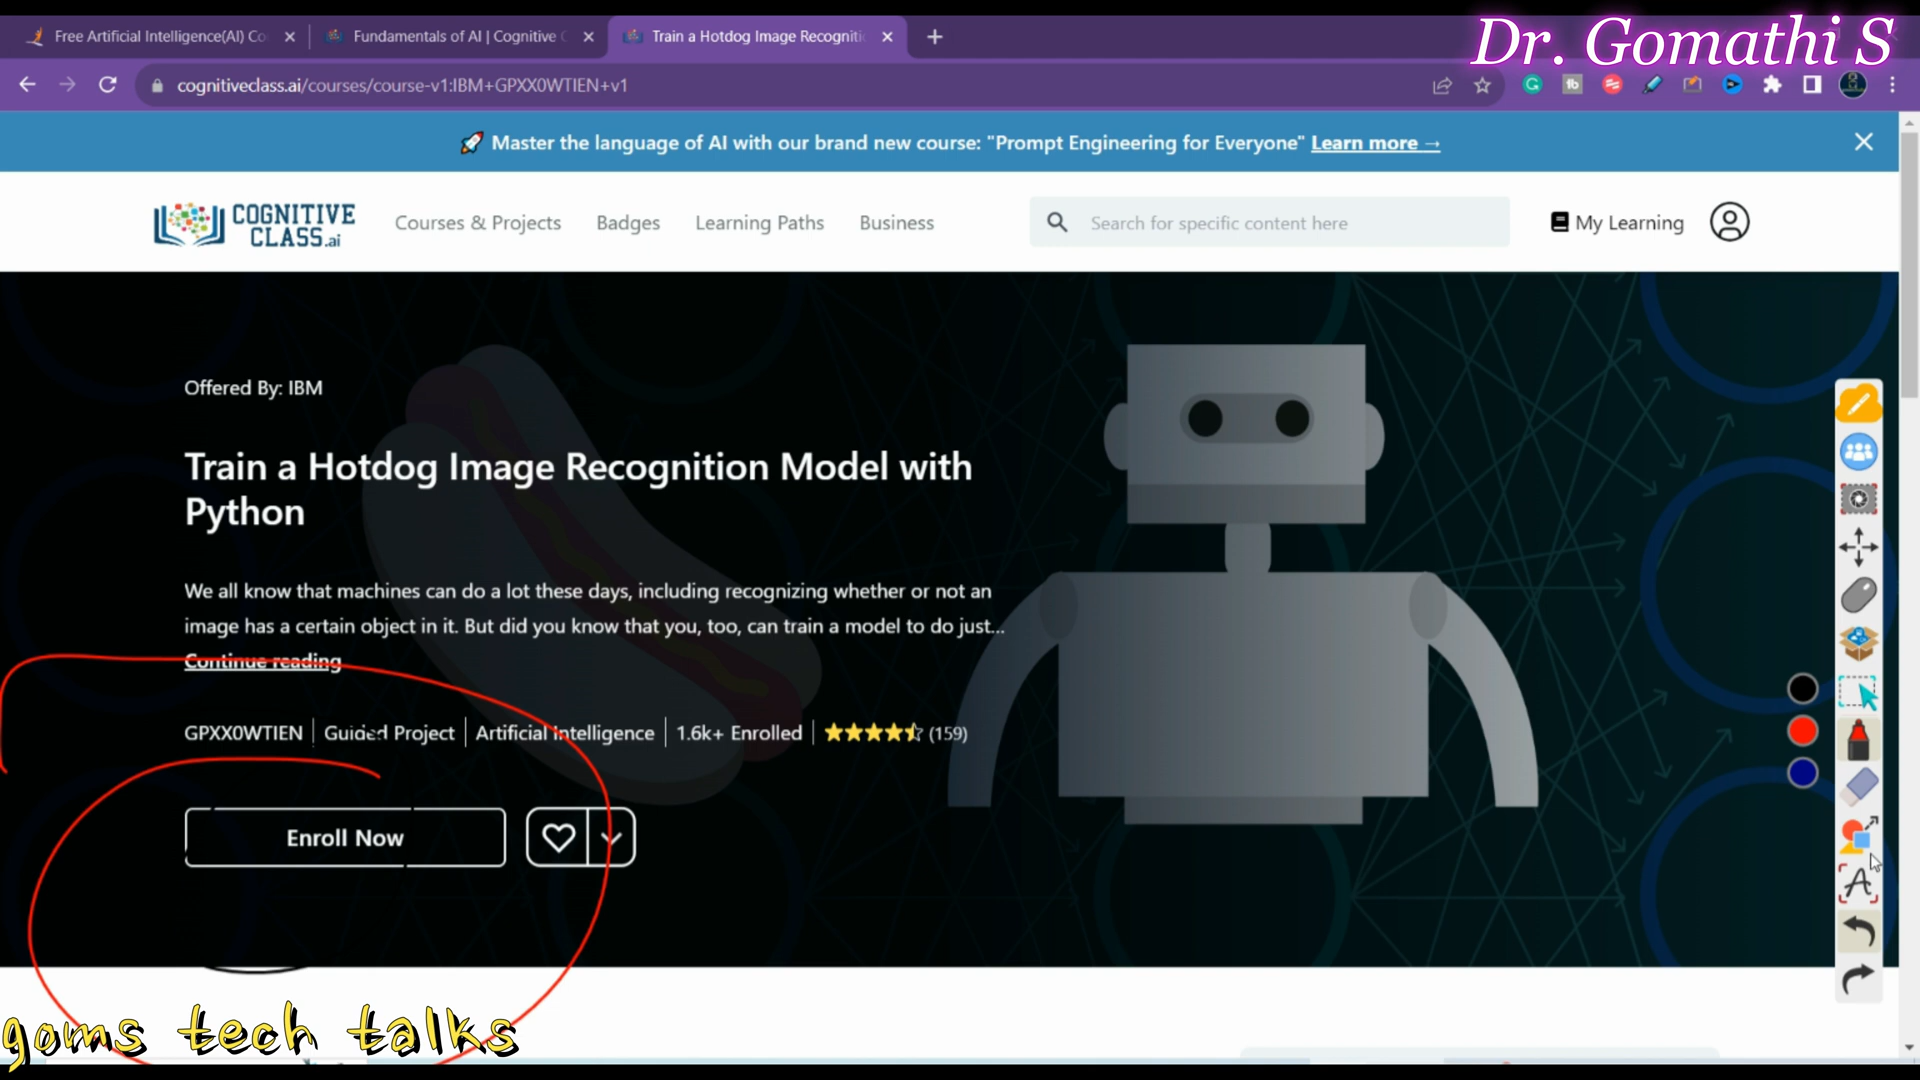 Dr. Gomathi S
Free Artificial Intelligence(AI) Co
Fundamentals of AI | Cognitive C
Train a Hotdog Image Recogniti
cognitiveclass.ai/courses/course-v1:IBM+GPXX0WTIEN+v1
Master the language of AI with our brand new course: "Prompt Engineering for Everyone" Learn more →
COGNITIVE
CLASS.ai
Courses & Projects
Badges
Learning Paths
Business
Search for specific content here
My Learning
Offered By: IBM
Train a Hotdog Image Recognition Model with
Python
We all know that machines can do a lot these days, including recognizing whether or not an
image has a certain object in it. But did you know that you, too, can train a model to do just...
Continue reading
GPXX0WTIEN | Guided Project | Artificial Intelligence | 1.6k+ Enrolled | (159)
Enroll Now
goms tech talks